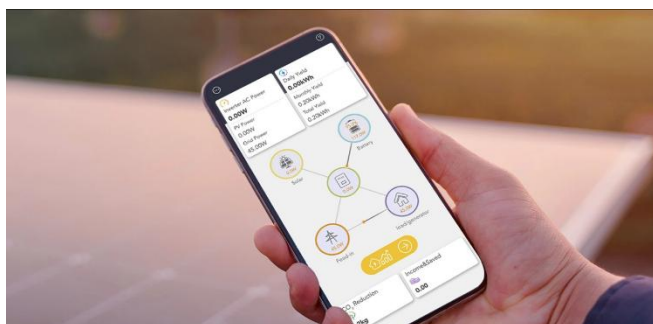 Inverter AC Power
0.00W
PV Power
0.00W
Grid Power
45.00W
Daily Yield
0.00kWh
Monthly Yield
0.20kWh
Total Yield
0.20kWh
Solar
Battery
Feed-in
load/generator
CO₂ Reduction
Income&Saved
0.00